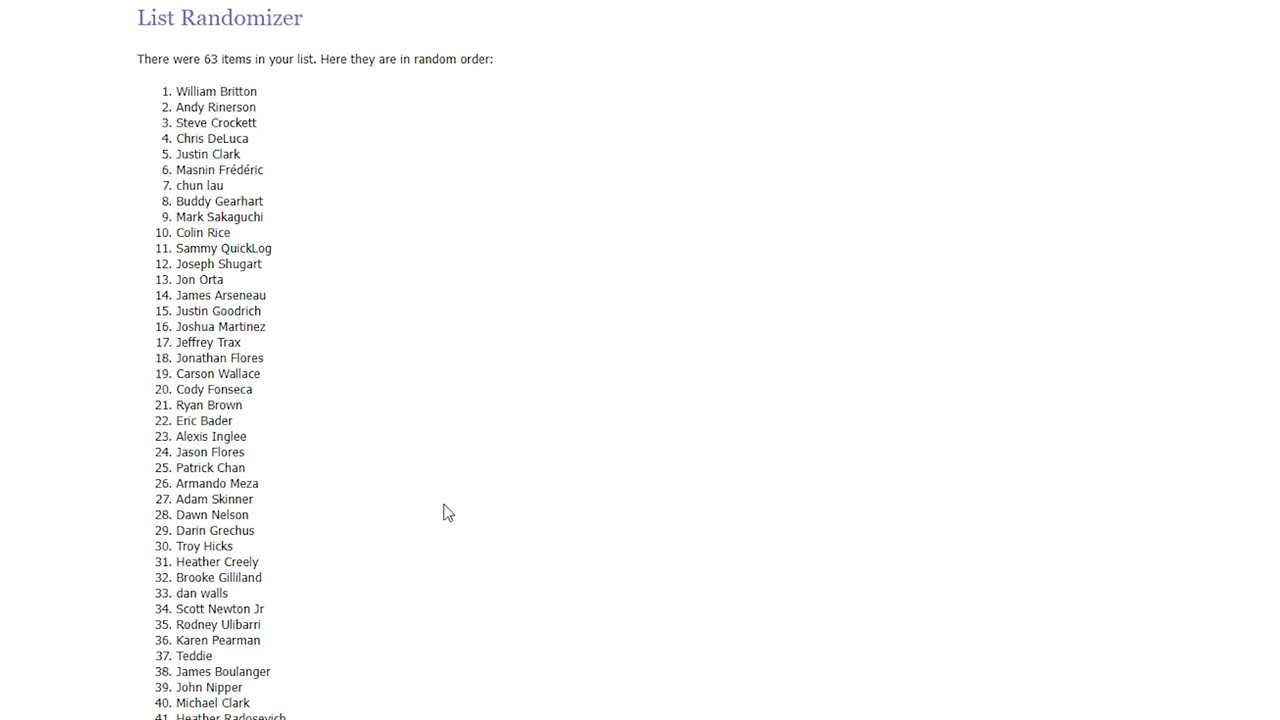 List Randomizer
There were 63 items in your list. Here they are in random order:
1. William Britton
2. Andy Rinerson
3. Steve Crockett
4. Chris DeLuca
5. Justin Clark
6. Masnin Frédéric
7. chun lau
8. Buddy Gearhart
9. Mark Sakaguchi
10. Colin Rice
11. Sammy QuickLog
12. Joseph Shugart
13. Jon Orta
14. James Arseneau
15. Justin Goodrich
16. Joshua Martinez
17. Jeffrey Trax
18. Jonathan Flores
19. Carson Wallace
20. Cody Fonseca
21. Ryan Brown
22. Eric Bader
23. Alexis Inglee
24. Jason Flores
25. Patrick Chan
26. Armando Meza
27. Adam Skinner
28. Dawn Nelson
29. Darin Grechus
30. Troy Hicks
31. Heather Creely
32. Brooke Gilliland
33. dan walls
34. Scott Newton Jr
35. Rodney Ulibarri
36. Karen Pearman
37. Teddie
38. James Boulanger
39. John Nipper
40. Michael Clark
41. Heather Radosevich